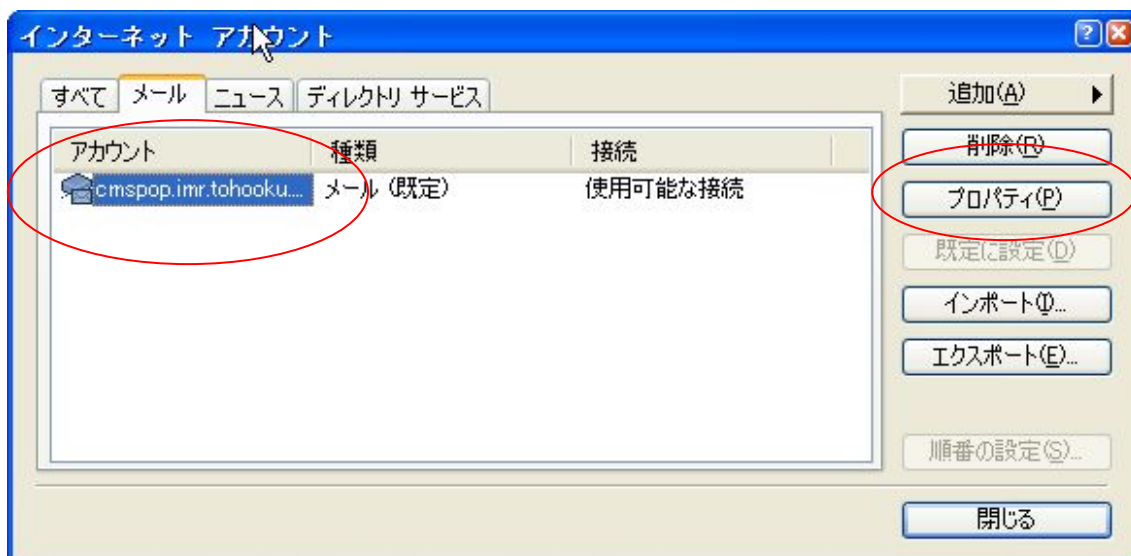 インターネット アカウント
すべて メール ニュース ディレクトリ サービス
追加(A)
アカウント 種類 接続
削除(R)
cmspop.imr.tohooku.... メール (既定) 使用可能な接続
プロパティ(P)
既定に設定(D)
インポート(I)...
エクスポート(E)...
順番の設定(S)...
閉じる